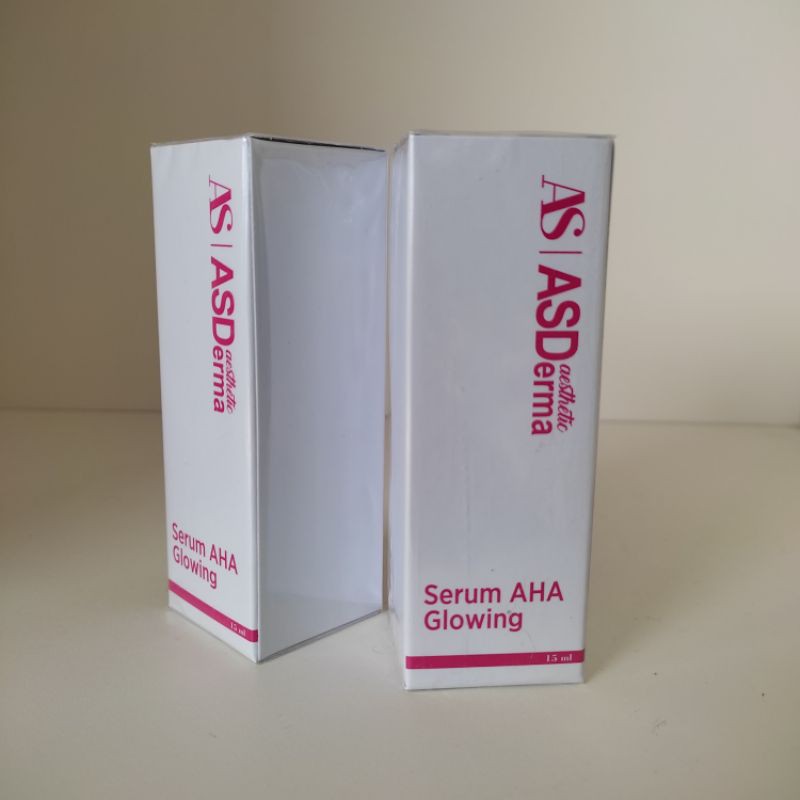 AS | ASDerma
aesthetic
Serum AHA
Glowing
15 ml
AS | ASDerma
aesthetic
Serum AHA
Glowing
15 ml